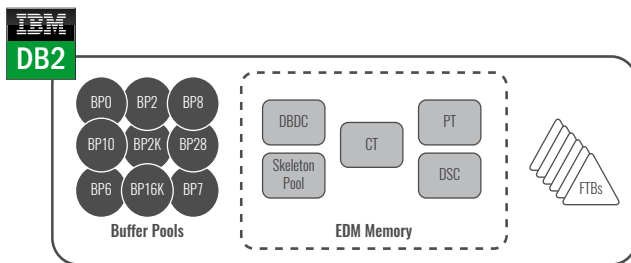 IBM
DB2
BP0
BP2
BP8
BP10
BP2K
BP28
BP6
BP16K
BP7
Buffer Pools
DBDC
Skeleton
Pool
CT
PT
DSC
EDM Memory
FTBs